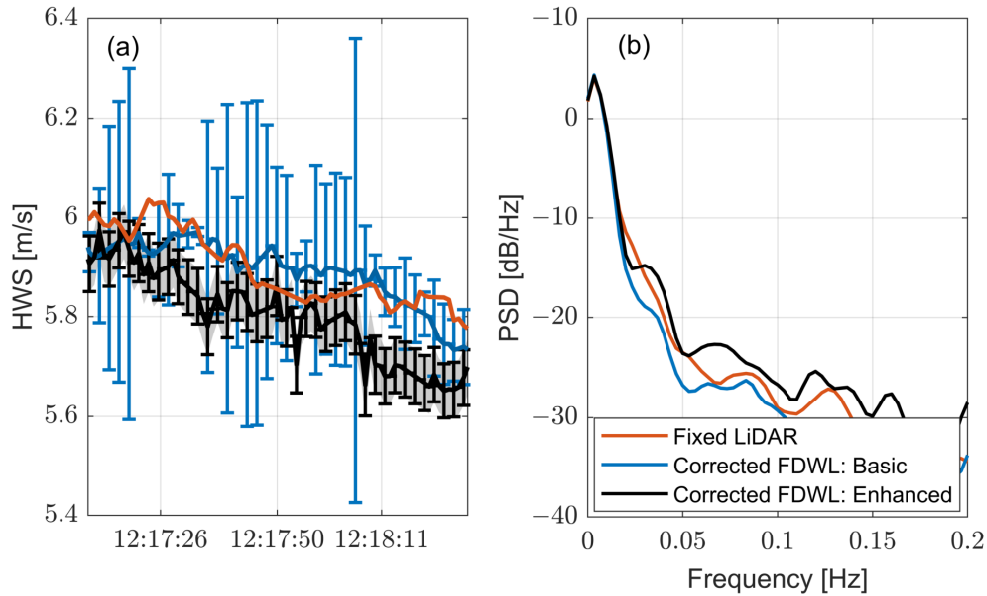 (a)
HWS [m/s]
6.4
6.2
6
5.8
5.6
5.4
12:17:26
12:17:50
12:18:11
(b)
PSD [dB/Hz]
−10
0
−10
−20
−30
−40
Fixed LiDAR
Corrected FDWL: Basic
Corrected FDWL: Enhanced
0
0.05
0.1
0.15
0.2
Frequency [Hz]